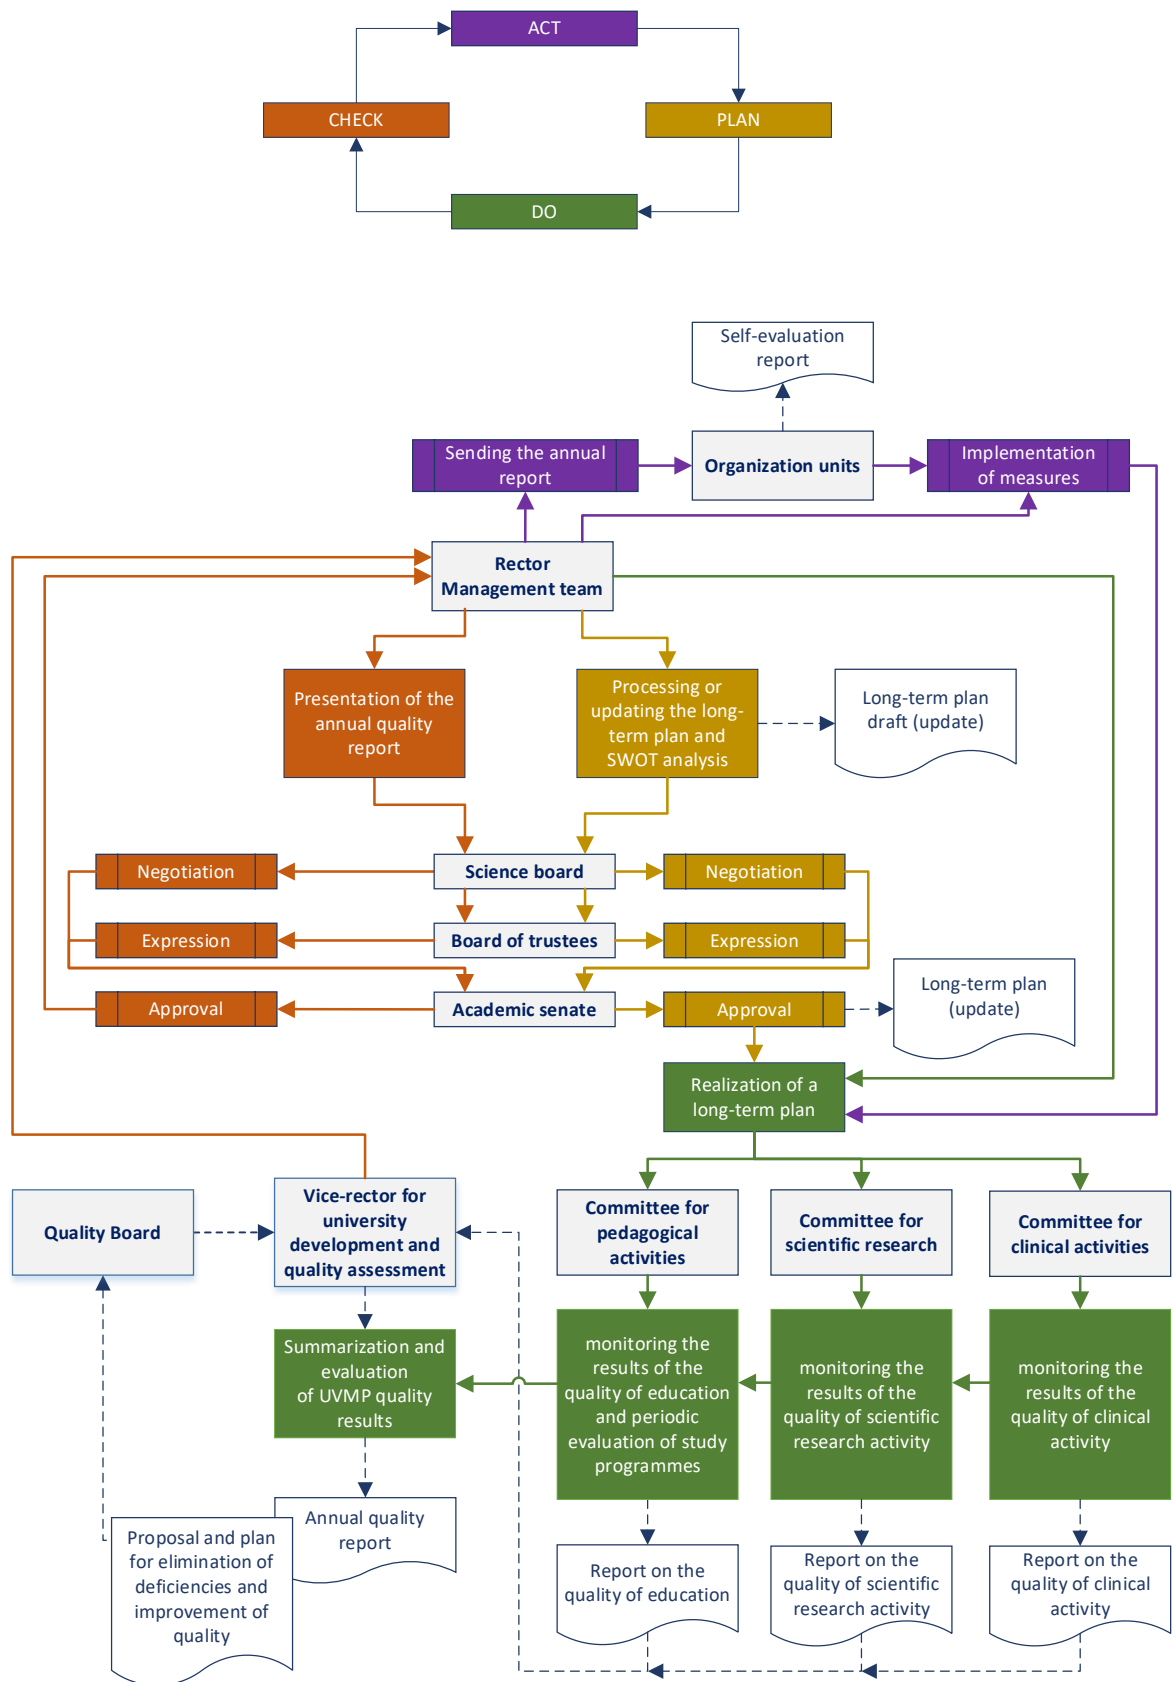 ACT
CHECK
PLAN
DO
Self-evaluation
report
Sending the annual
report
Organization units
Implementation
of measures
Rector
Management team
Presentation of the
annual quality
report
Processing or
updating the long-
term plan and
SWOT analysis
Long-term plan
draft (update)
Negotiation
Science board
Negotiation
Expression
Board of trustees
Expression
Approval
Academic senate
Approval
Long-term plan
(update)
Realization of a
long-term plan
Quality Board
Vice-rector for
university
development and
quality assessment
Committee for
pedagogical
activities
Committee for
scientific research
Committee for
clinical activities
Summarization and
evaluation
of UVMP quality
results
monitoring the
results of the
quality of education
and periodic
evaluation of study
programmes
monitoring the
results of the
quality of scientific
research activity
monitoring the
results of the
quality of clinical
activity
Proposal and plan
for elimination of
deficiencies and
improvement of
quality
Annual quality
report
Report on the
quality of education
Report on the
quality of scientific
research activity
Report on the
quality of clinical
activity